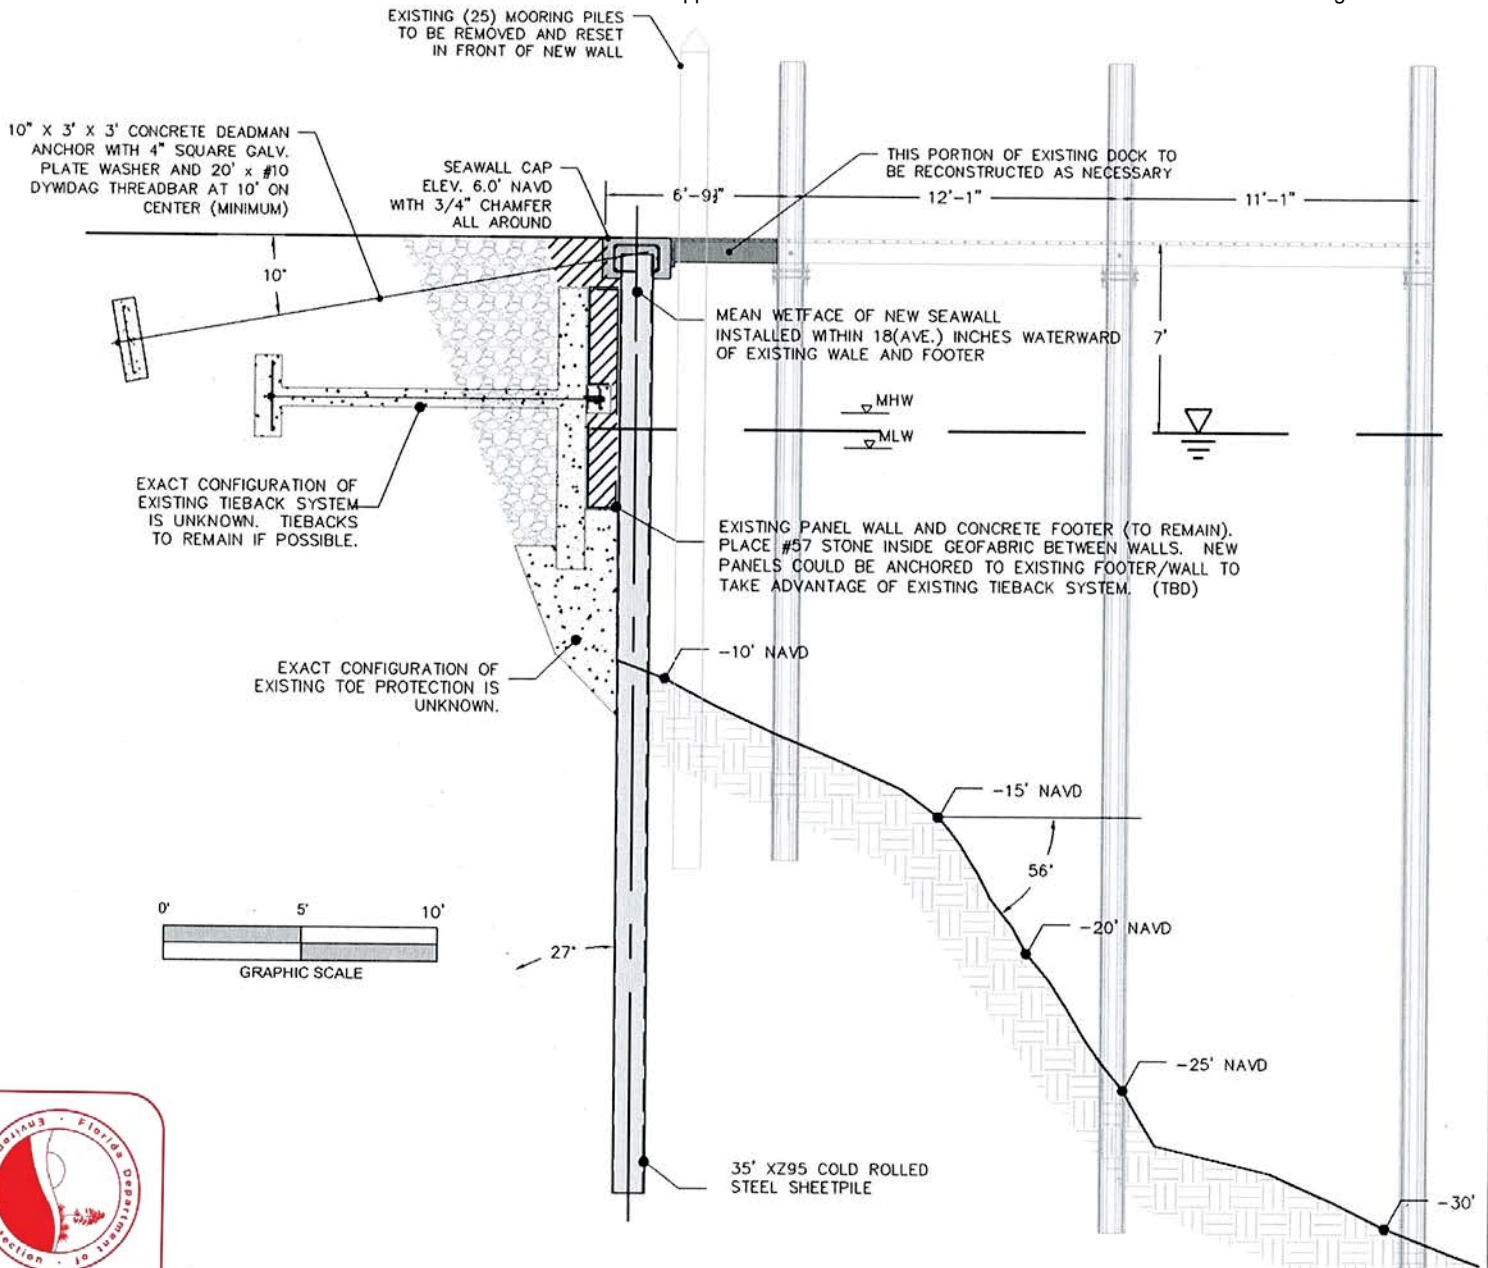 EXISTING (25) MOORING PILES
TO BE REMOVED AND RESET
IN FRONT OF NEW WALL
10" X 3' X 3' CONCRETE DEADMAN
ANCHOR WITH 4" SQUARE GALV.
PLATE WASHER AND 20' x #10
DYWIDAG THREADBAR AT 10' ON
CENTER (MINIMUM)
SEAWALL CAP
ELEV. 6.0' NAVD
WITH 3/4" CHAMFER
ALL AROUND
THIS PORTION OF EXISTING DOCK TO
BE RECONSTRUCTED AS NECESSARY
12'-1"
11'-1"
10°
MEAN WETFACE OF NEW SEAWALL
INSTALLED WITHIN 18(AVE.) INCHES WATERWARD
OF EXISTING WALE AND FOOTER
7'
MHW
MLW
EXACT CONFIGURATION OF
EXISTING TIEBACK SYSTEM
IS UNKNOWN. TIEBACKS
TO REMAIN IF POSSIBLE.
EXISTING PANEL WALL AND CONCRETE FOOTER (TO REMAIN).
PLACE #57 STONE INSIDE GEOFABRIC BETWEEN WALLS. NEW
PANELS COULD BE ANCHORED TO EXISTING FOOTER/WALL TO
TAKE ADVANTAGE OF EXISTING TIEBACK SYSTEM. (TBD)
EXACT CONFIGURATION OF
EXISTING TOE PROTECTION IS
UNKNOWN.
-10' NAVD
-15' NAVD
56°
-20' NAVD
0' 5' 10'
GRAPHIC SCALE
27°
-25' NAVD
35' XZ95 COLD ROLLED
STEEL SHEETPILE
-30'
Florida Department of